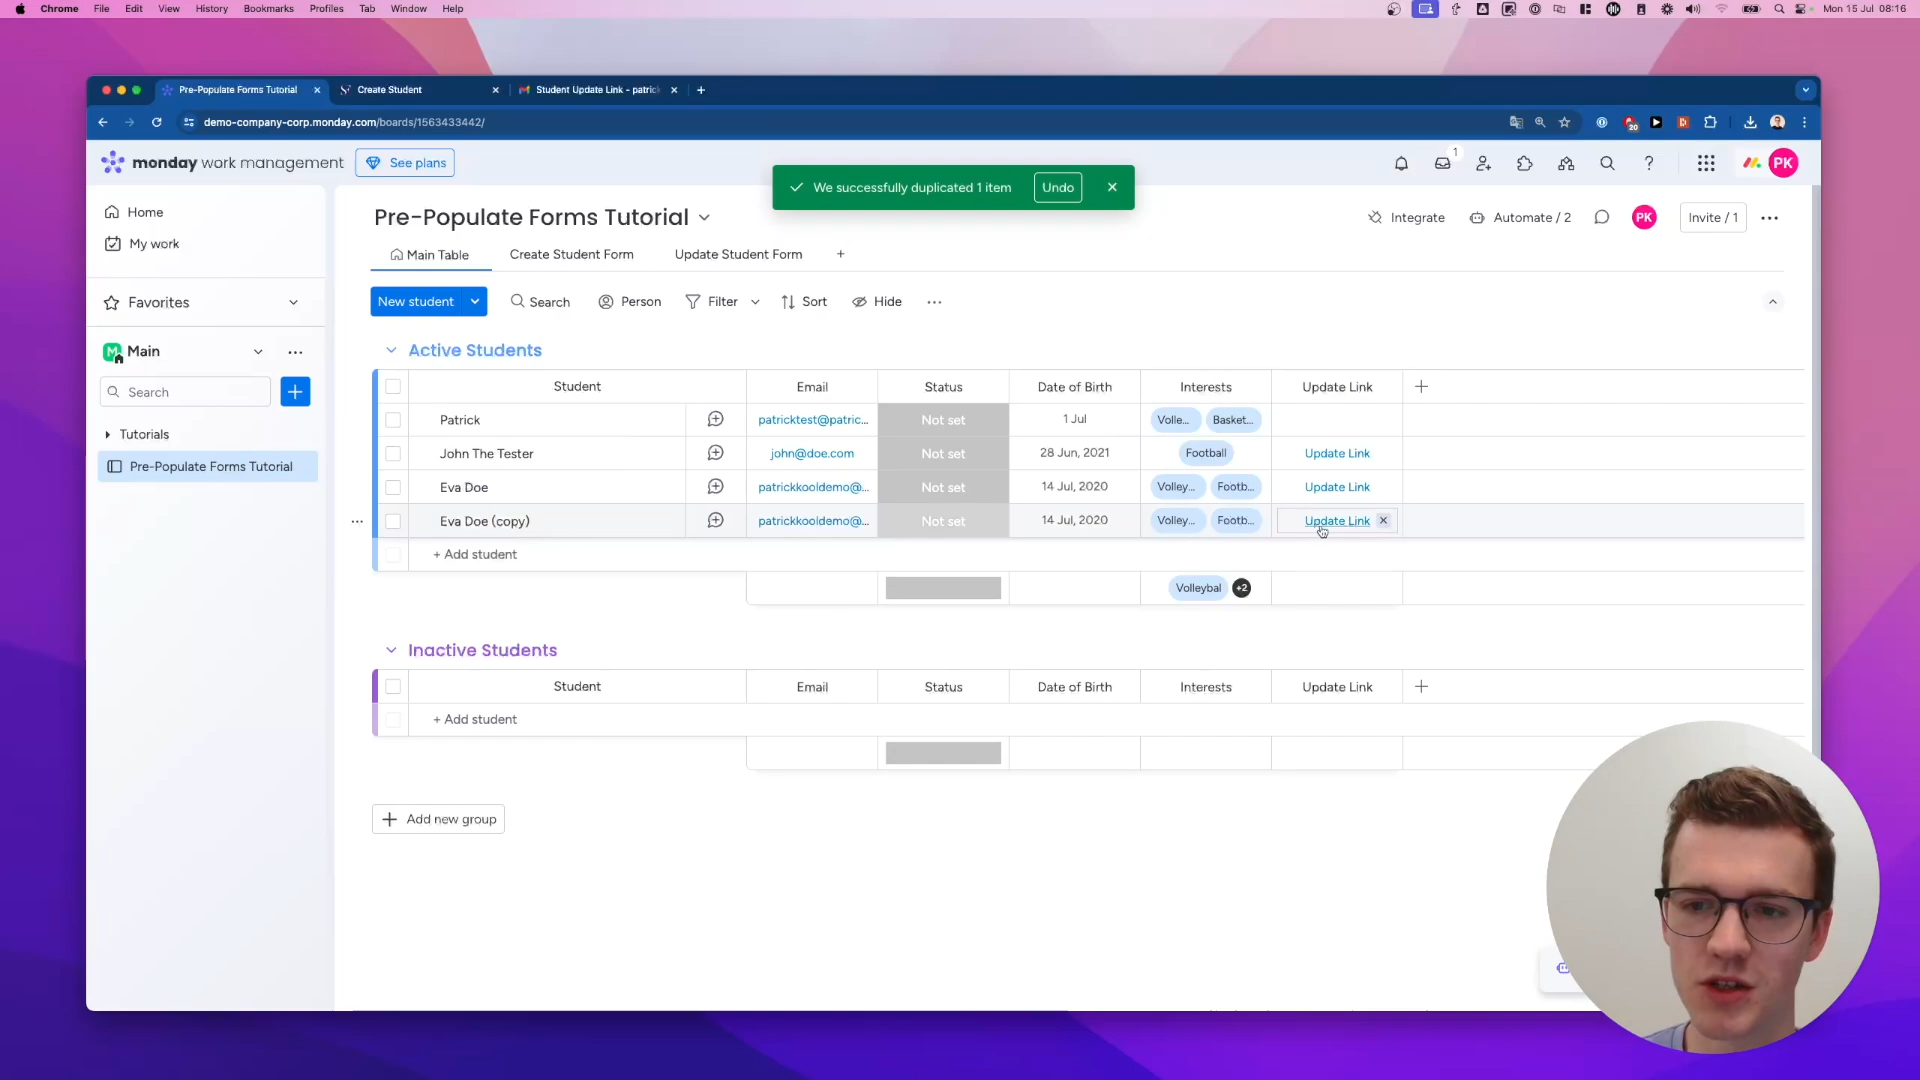 Chrome File Edit View History Bookmarks Profiles Tab Window Help Mon 15 Jul 08:16
Pre-Populate Forms Tutorial Create Student Student Update Link - patric
demo-company-corp.monday.com/boards/1563433442/ 20
monday work management See plans 1 PK
We successfully duplicated 1 item Undo
Home
My work
Favorites
M Main
Search
Tutorials
Pre-Populate Forms Tutorial
Pre-Populate Forms Tutorial Integrate Automate / 2 PK Invite / 1
Main Table Create Student Form Update Student Form
New student Search Person Filter Sort Hide
Active Students
Student Email Status Date of Birth Interests Update Link
Patrick patricktest@patric... Not set 1 Jul Volle... Basket...
John The Tester john@doe.com Not set 28 Jun, 2021 Football Update Link
Eva Doe patrickkooldemo@... Not set 14 Jul, 2020 Volley... Footb... Update Link
Eva Doe (copy) patrickkooldemo@... Not set 14 Jul, 2020 Volley... Footb... Update Link
+ Add student
Volleybal +2
Inactive Students
Student Email Status Date of Birth Interests Update Link
+ Add student
Add new group